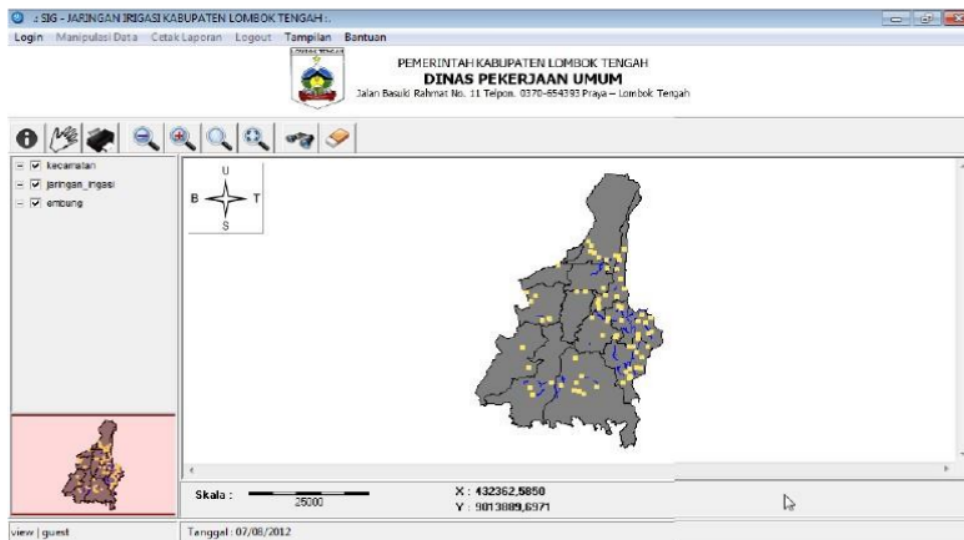 .: SIG - JARINGAN IRIGASI KABUPATEN LOMBOK TENGAH :.
Login Manipulasi Data Cetak Laporan Logout Tampilan Bantuan
PEMERINTAH KABUPATEN LOMBOK TENGAH
DINAS PEKERJAAN UMUM
Jalan Basuki Rahmat No. 11 Telpon. 0370-654393 Praya - Lombok Tengah
kecamatan
jaringan_irigasi
embung
U
B T
S
Skala :
25000
X : 432362,5850
Y : 9013889,6971
view | guest
Tanggal : 07/08/2012